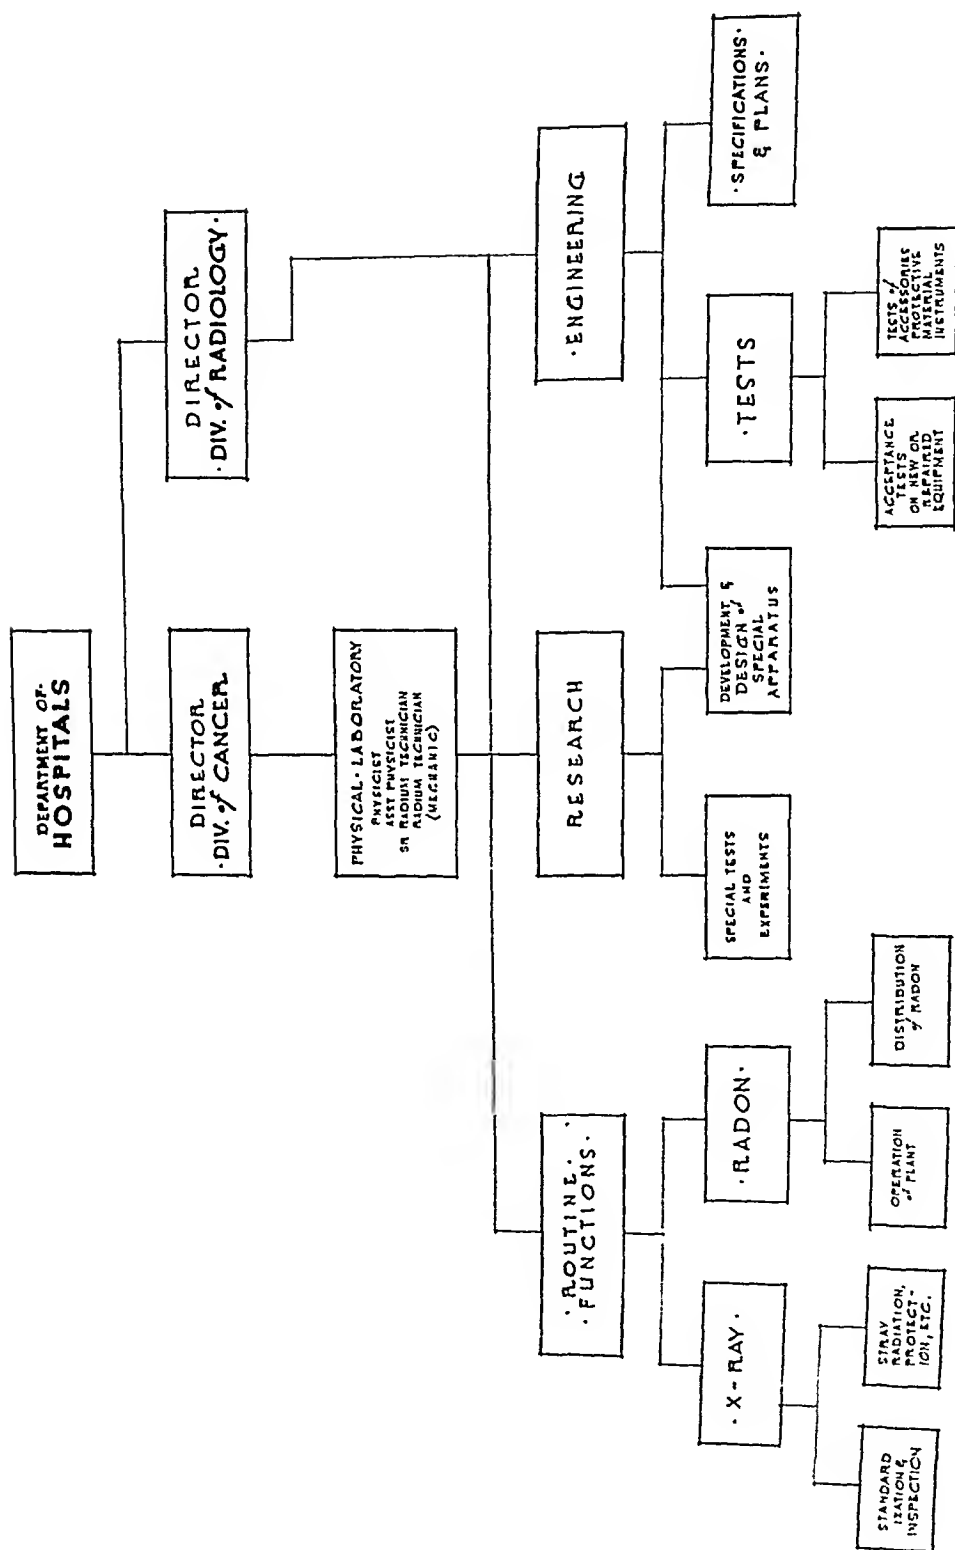 DEPARTMENT OF-
HOSPITALS
DIRECTOR
·DIV. of CANCER·
DIRECTOR
·DIV. of RADIOLOGY·
PHYSICAL·LABORATORY
PHYSICIST
ASST PHYSICIST
SR RADIUM TECHNICIAN
RADIUM TECHNICIAN
(MECHANIC)
·ROUTINE·
·FUNCTIONS·
RESEARCH
·ENGINEERING
·X-RAY·
·RADON·
SPECIAL TESTS
AND
EXPERIMENTS
DEVELOPMENT, &
DESIGN of
SPECIAL
APPARATUS
·TESTS
·SPECIFICATIONS·
& PLANS·
STANDARD
IZATION &
INSPECTION
STRAY
RADIATION,
PROTECT-
ION, ETC.
OPERATION
of PLANT
DISTRIBUTION
of RADON
ACCEPTANCE
TESTS
ON NEW OR
REPAIRID
EQUIPMENT
TESTS of
ACCESSORIES
PROTECTIVE
MATERIAL
INSTRUMENTS